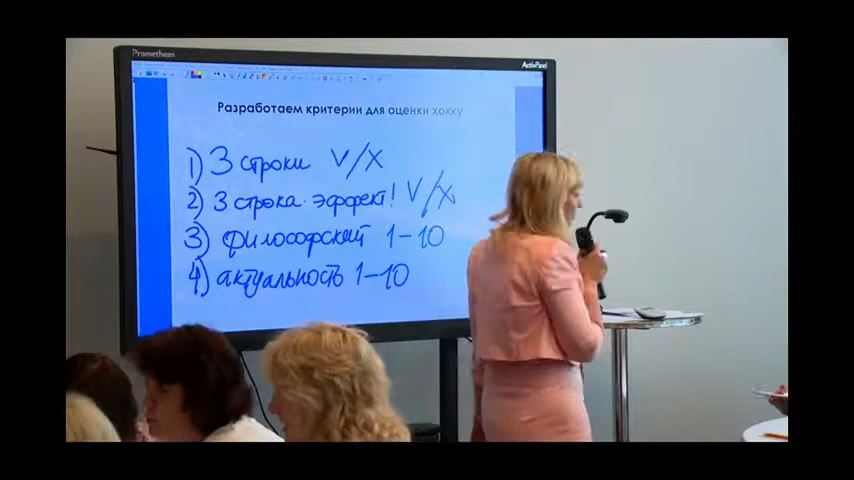 Promethean
ActivPanel
Разработаем критерии для оценки хокку
1) 3 строки V/X
2) 3 строка - эффект! V/X
3) философский 1-10
4) актуальность 1-10